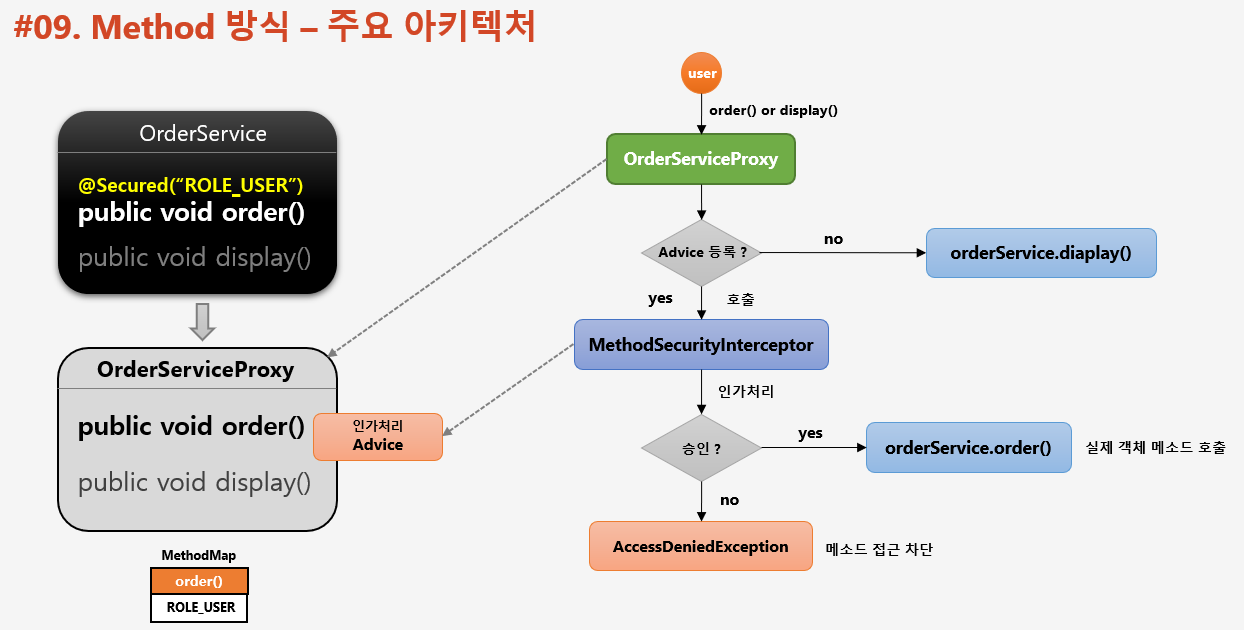 #09. Method 방식 – 주요 아키텍처
OrderService
@Secured(“ROLE_USER”)
public void order()
public void display()
OrderServiceProxy
public void order()
인가처리
Advice
public void display()
MethodMap
order()
ROLE_USER
user
order() or display()
OrderServiceProxy
Advice 등록 ?
no
orderService.diaplay()
yes
호출
MethodSecurityInterceptor
인가처리
승인 ?
yes
orderService.order()
실제 객체 메소드 호출
no
AccessDeniedException
메소드 접근 차단